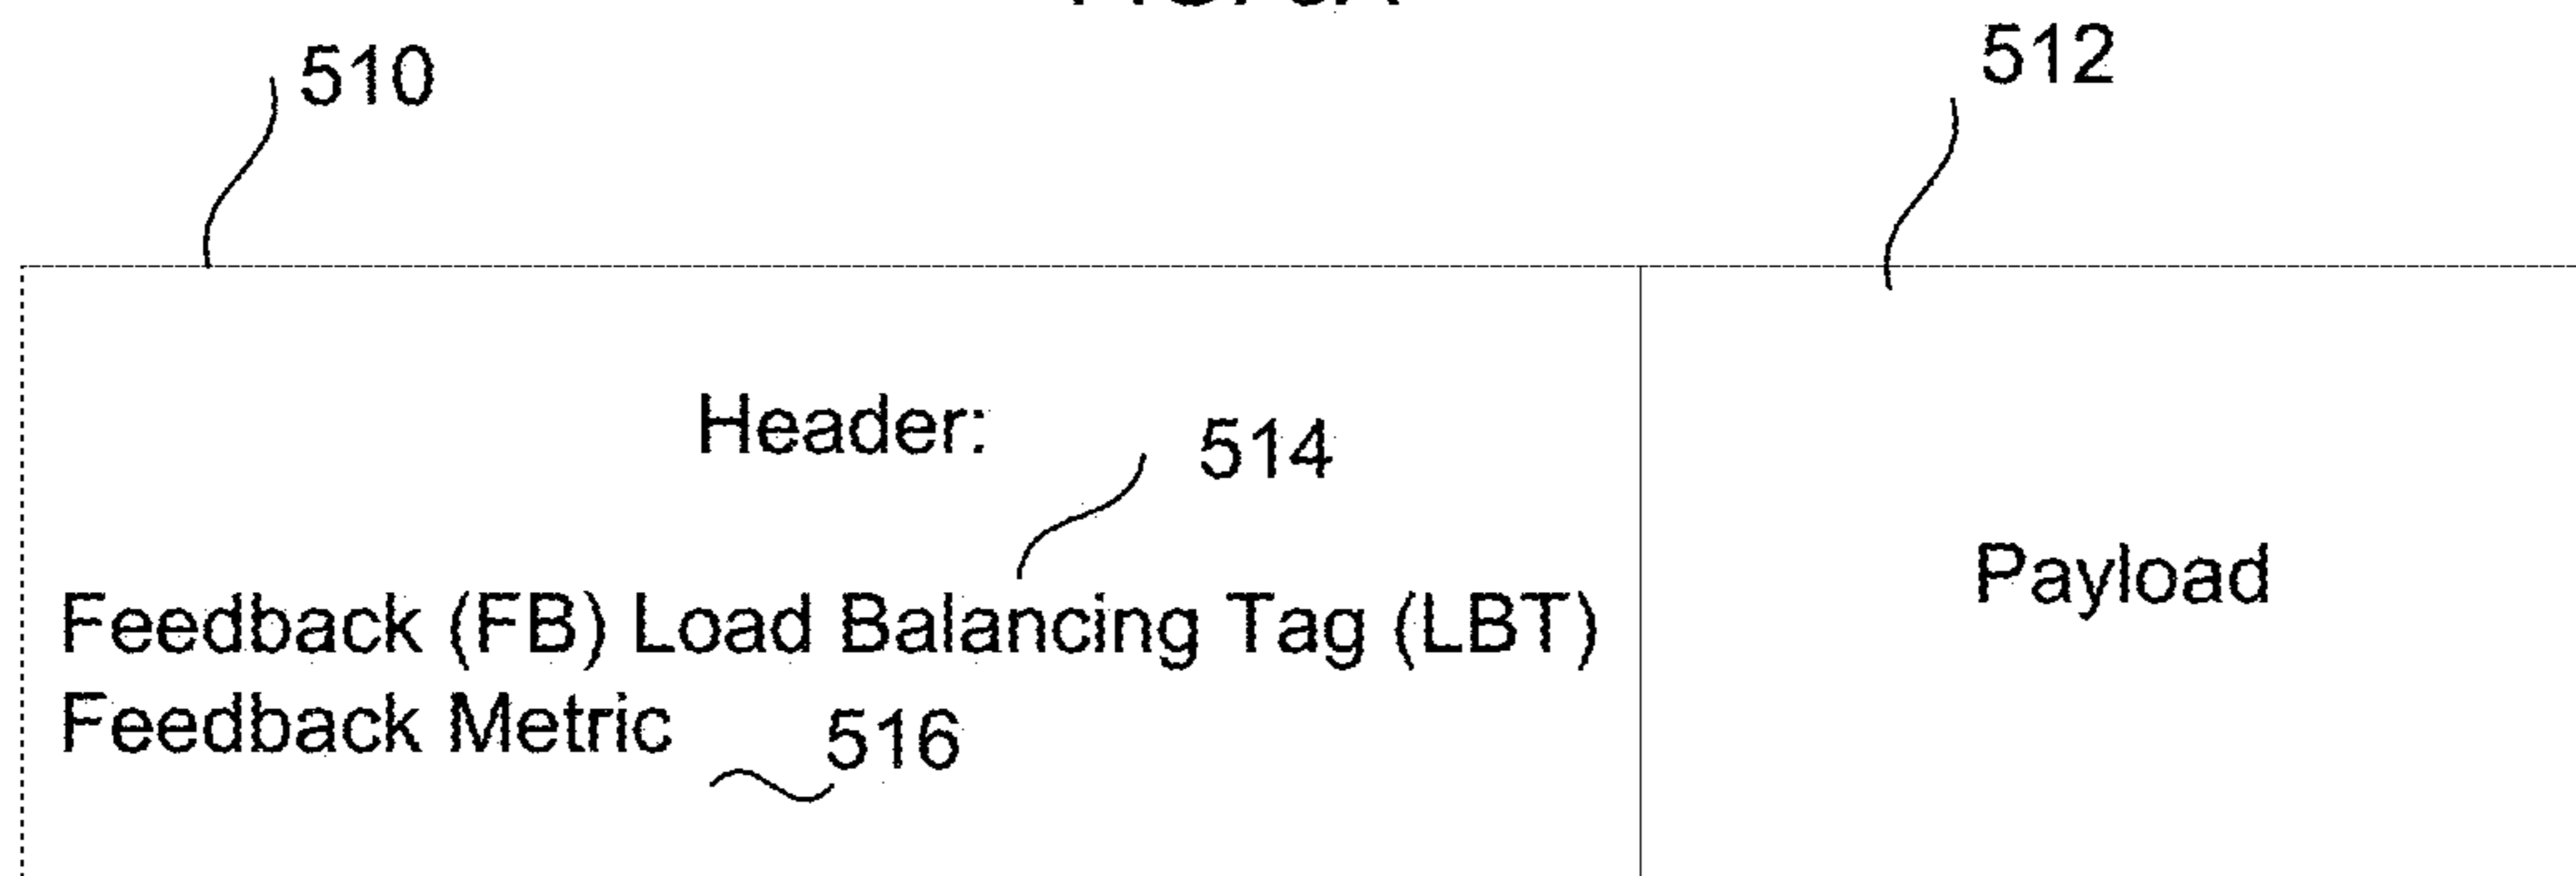 510
512
Header:
514
Feedback (FB) Load Balancing Tag (LBT)
Feedback Metric
516
Payload